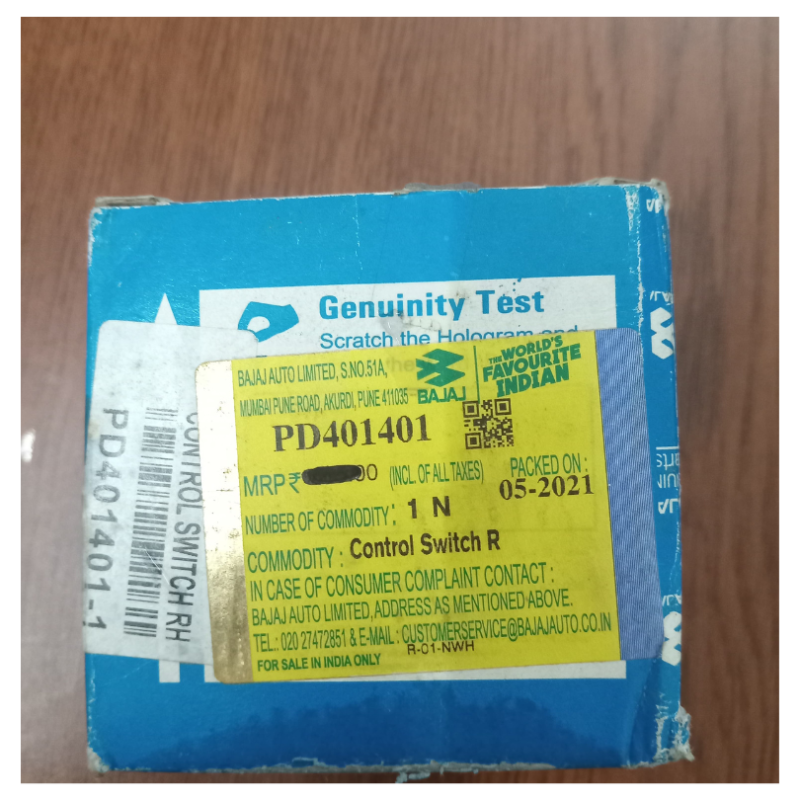 Genuinity Test
Scratch the Hologram and
BAJAJ AUTO LIMITED, S.NO.51A,
MUMBAI PUNE ROAD, AKURDI, PUNE 411035
BAJAJ
THE WORLD'S
FAVOURITE
INDIAN
PD401401
MRP ₹ 00 (INCL. OF ALL TAXES)
PACKED ON :
05-2021
NUMBER OF COMMODITY : 1 N
COMMODITY : Control Switch R
IN CASE OF CONSUMER COMPLAINT CONTACT :
BAJAJ AUTO LIMITED, ADDRESS AS MENTIONED ABOVE.
TEL.: 020 27472851 & E-MAIL : CUSTOMERSERVICE@BAJAJAUTO.CO.IN
R-01-NWH
FOR SALE IN INDIA ONLY
CONTROL SWITCH RH
PD401401-1